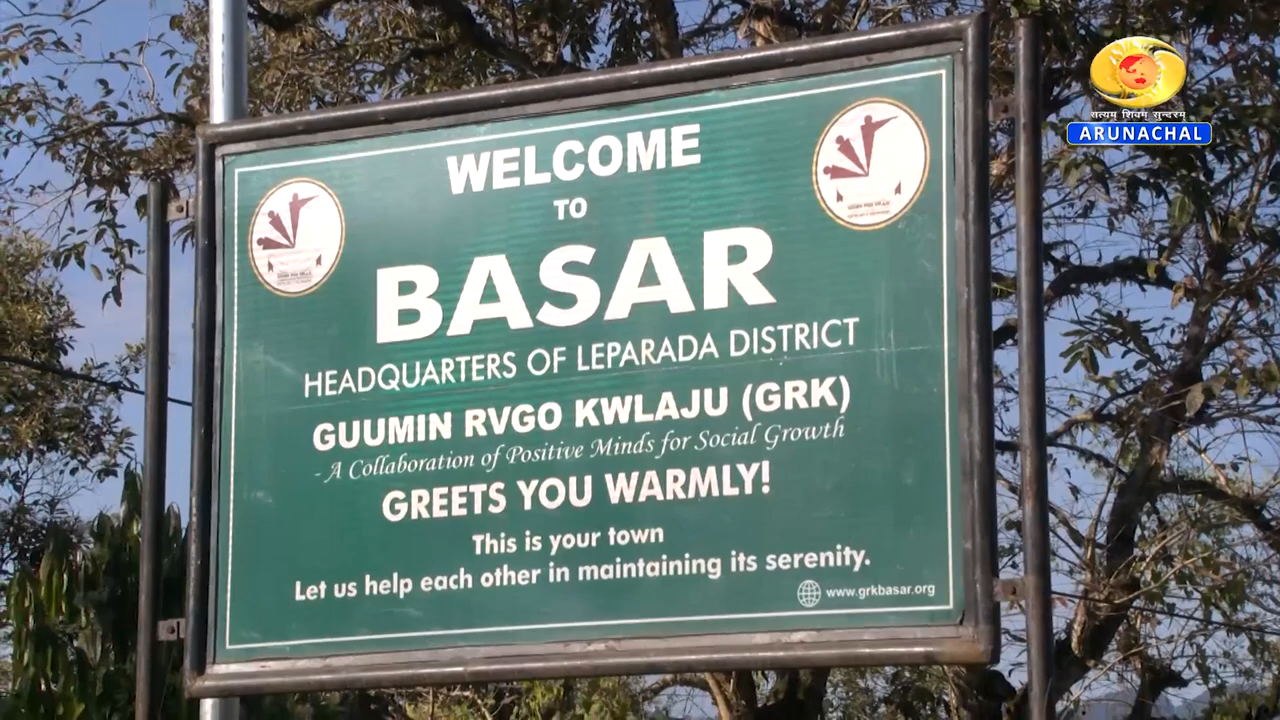 सत्यम शिवम सुन्दरम्
ARUNACHAL
WELCOME
TO
BASAR
HEADQUARTERS OF LEPARADA DISTRICT
GUUMIN RVGO KWLAJU (GRK)
- A Collaboration of Positive Minds for Social Growth
GREETS YOU WARMLY!
This is your town
Let us help each other in maintaining its serenity.
www.grkbasar.org